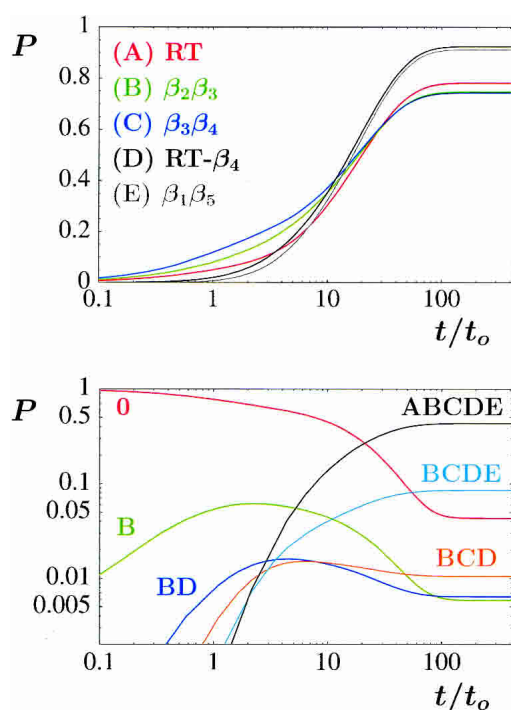 P
1
0.8
0.6
0.4
0.2
0
(A) RT
(B) β₂β₃
(C) β₃β₄
(D) RT-β₄
(E) β₁β₅
0.1 1 10 100
t/tₒ
P
1
0.5
0.1
0.05
0.01
0.005
0
ABCDE
BCDE
B
BCD
BD
0.1 1 10 100
t/tₒ